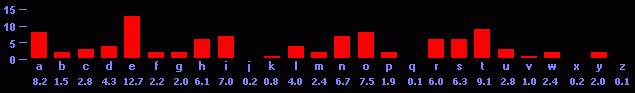 15
10
5
0
a b c d e f g h i j k l m n o p q r s t u v w x y z
8.2 1.5 2.8 4.3 12.7 2.2 2.0 6.1 7.0 0.2 0.8 4.0 2.4 6.7 7.5 1.9 0.1 6.0 6.3 9.1 2.8 1.0 2.4 0.2 2.0 0.1